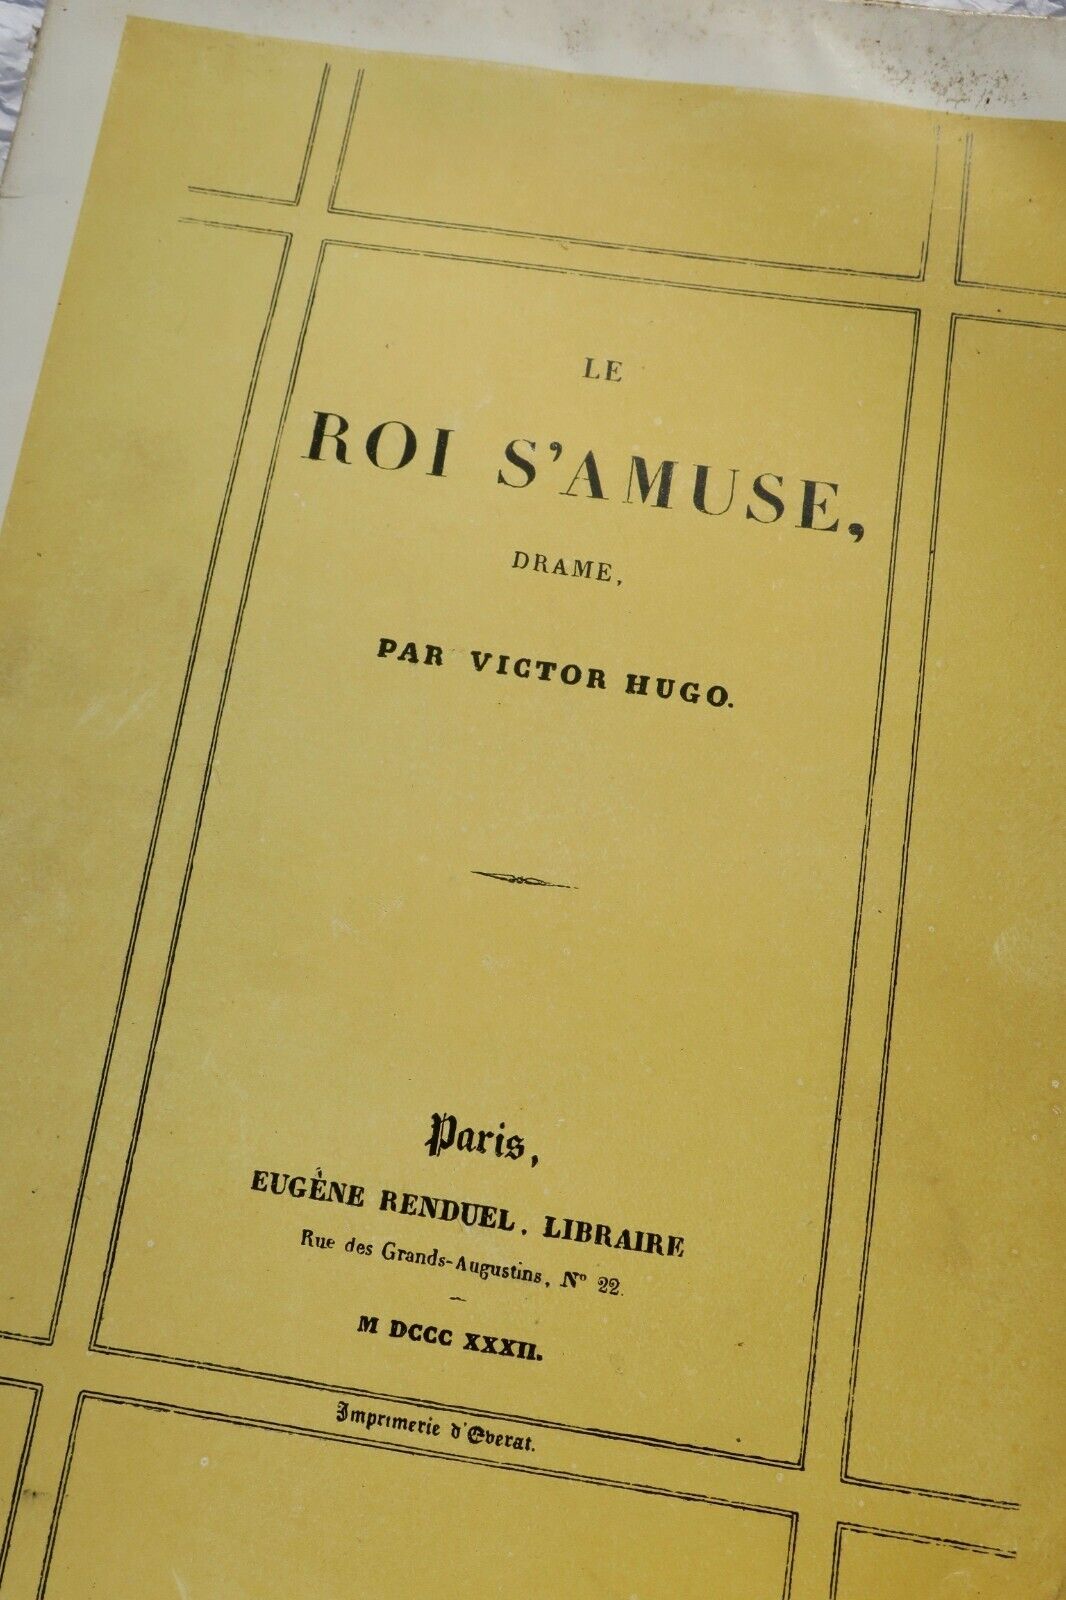 LE
ROI S'AMUSE,
DRAME,
PAR VICTOR HUGO.
Paris,
EUGÈNE RENDUEL, LIBRAIRE
Rue des Grands-Augustins, Nº 22.
M DCCC XXXII.
Imprimerie d'Everat.